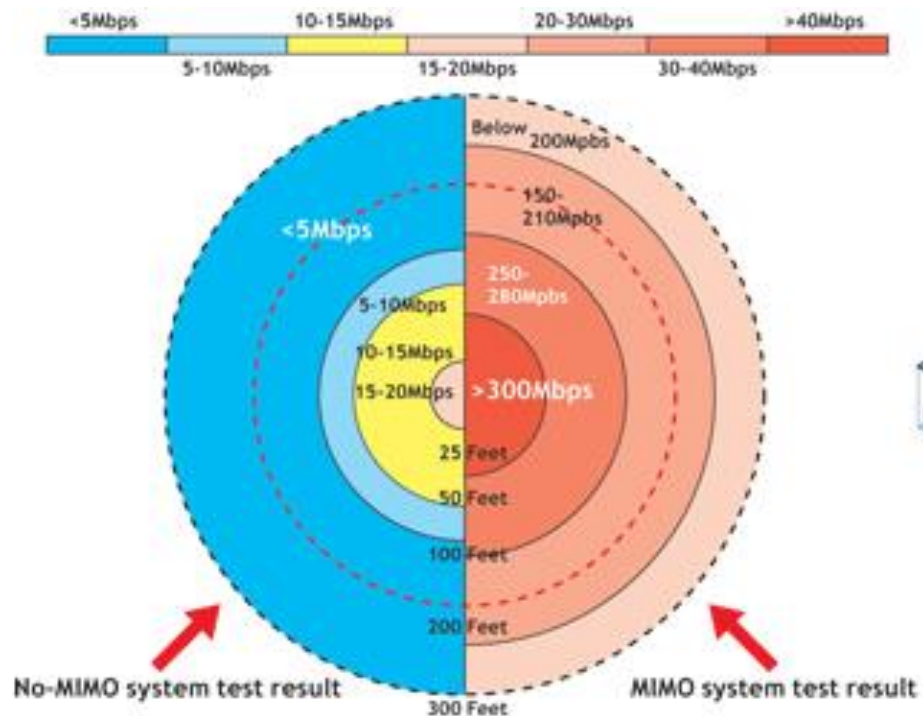 <5Mbps
10-15Mbps
20-30Mbps
>40Mbps
5-10Mbps
15-20Mbps
30-40Mbps
Below
200Mpbs
150-
210Mpbs
<5Mbps
250-
280Mpbs
5-10Mbps
10-15Mbps
15-20Mbps
>300Mbps
25 Feet
50 Feet
100 Feet
200 Feet
No-MIMO system test result
MIMO system test result
300 Feet